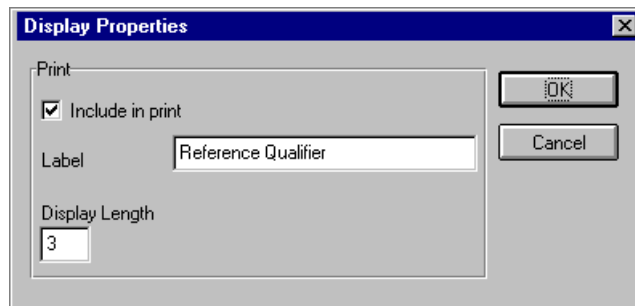 Display Properties
Print
Include in print
OK
Label
Reference Qualifier
Cancel
Display Length
3